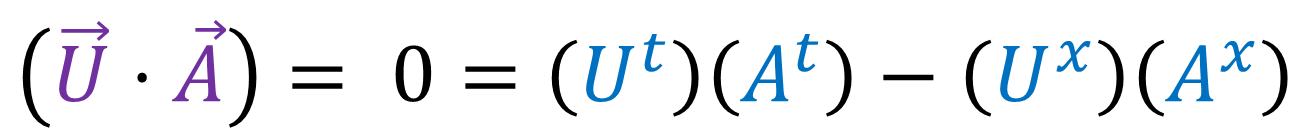 (U⃗ · A⃗) = 0 = (Uᵗ)(Aᵗ) − (Uˣ)(Aˣ)